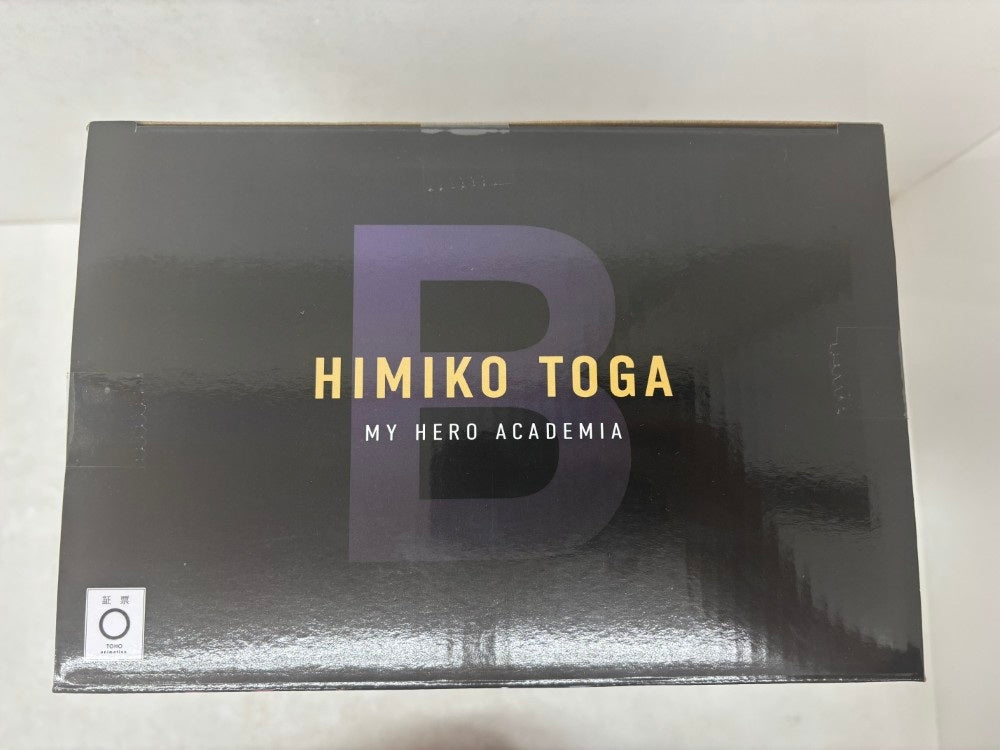 B
HIMIKO TOGA
MY HERO ACADEMIA
証 票
TOHO
animation